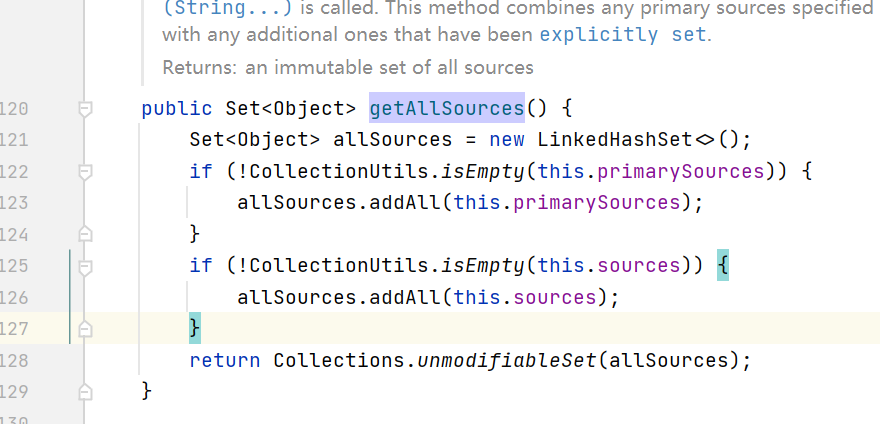 (String...) is called. This method combines any primary sources specified
with any additional ones that have been explicitly set.
Returns: an immutable set of all sources
120 public Set<Object> getAllSources() {
121 Set<Object> allSources = new LinkedHashSet<>();
122 if (!CollectionUtils.isEmpty(this.primarySources)) {
123 allSources.addAll(this.primarySources);
124 }
125 if (!CollectionUtils.isEmpty(this.sources)) {
126 allSources.addAll(this.sources);
127 }
128 return Collections.unmodifiableSet(allSources);
129 }
130